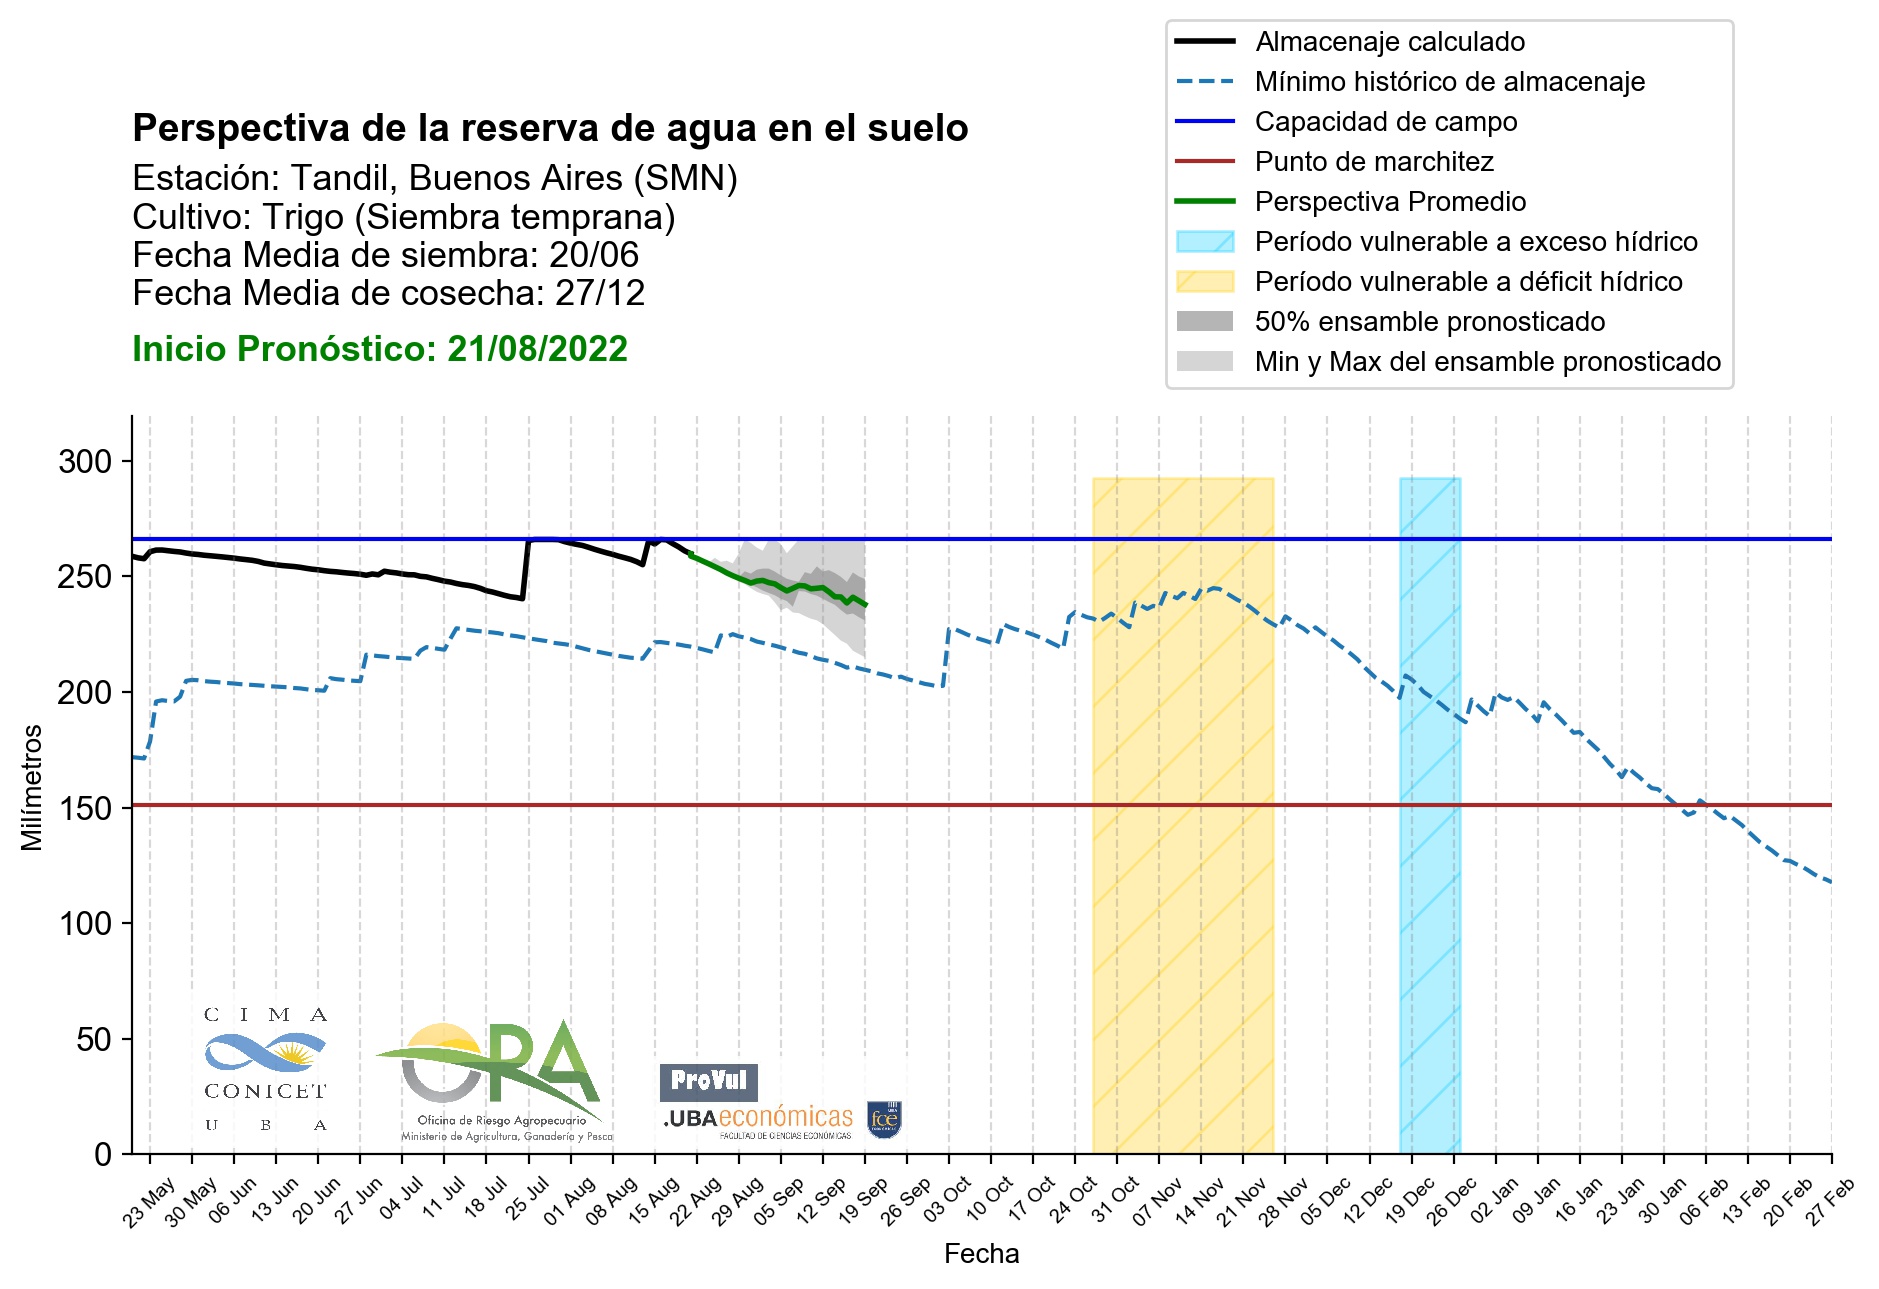 Almacenaje calculado
Mínimo histórico de almacenaje
Capacidad de campo
Punto de marchitez
Perspectiva Promedio
Período vulnerable a exceso hídrico
Período vulnerable a déficit hídrico
50% ensamble pronosticado
Min y Max del ensamble pronosticado
Perspectiva de la reserva de agua en el suelo
Estación: Tandil, Buenos Aires (SMN)
Cultivo: Trigo (Siembra temprana)
Fecha Media de siembra: 20/06
Fecha Media de cosecha: 27/12
Inicio Pronóstico: 21/08/2022
300
250
200
150
100
50
0
Milímetros
CIMA
CONICET
UBA
ORA
Oficina de Riesgo Agropecuario
Ministerio de Agricultura, Ganadería y Pesca
ProVul
.UBAeconómicas
FACULTAD DE CIENCIAS ECONÓMICAS
UBA
fce
ECONÓMICAS
23 May
30 May
06 Jun
13 Jun
20 Jun
27 Jun
04 Jul
11 Jul
18 Jul
25 Jul
01 Aug
08 Aug
15 Aug
22 Aug
29 Aug
05 Sep
12 Sep
19 Sep
26 Sep
03 Oct
10 Oct
17 Oct
24 Oct
31 Oct
07 Nov
14 Nov
21 Nov
28 Nov
05 Dec
12 Dec
19 Dec
26 Dec
02 Jan
09 Jan
16 Jan
23 Jan
30 Jan
06 Feb
13 Feb
20 Feb
27 Feb
Fecha